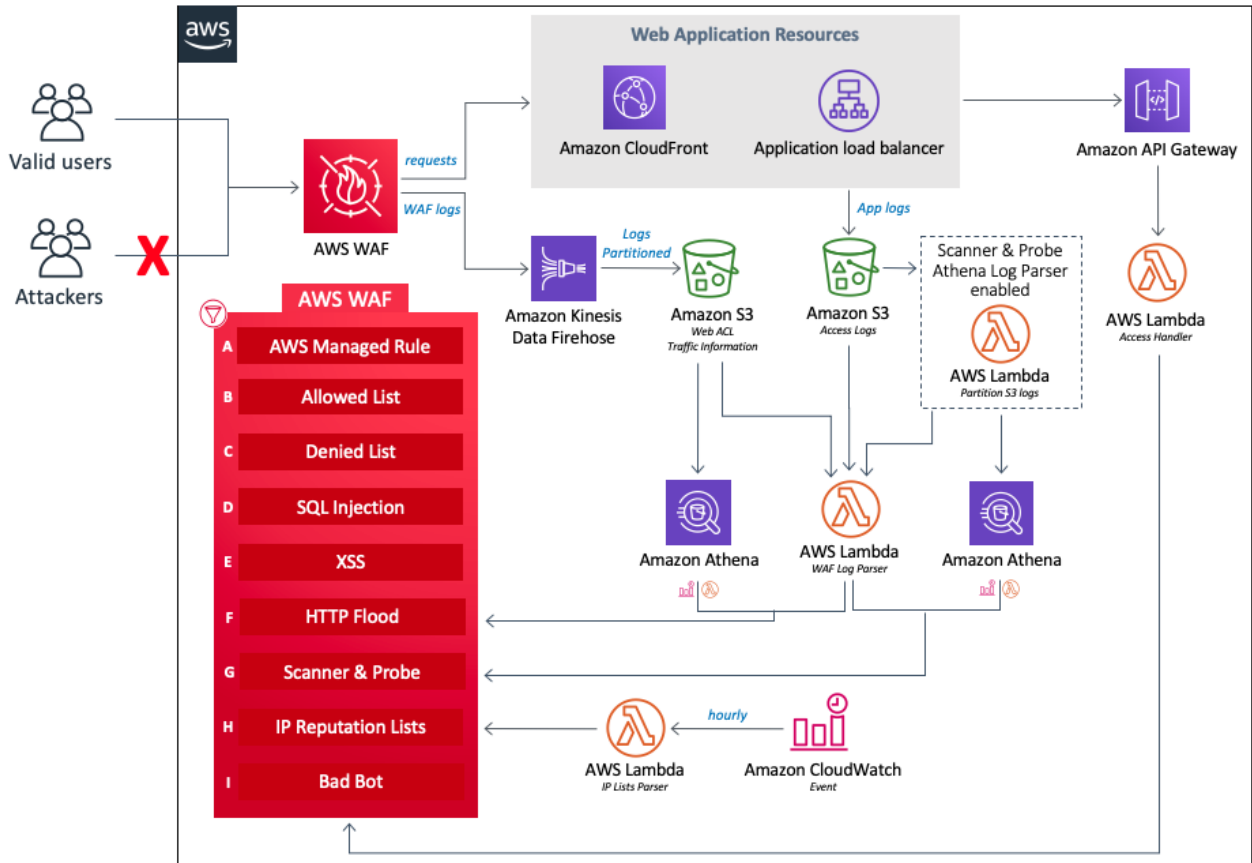 aws
Web Application Resources
Amazon CloudFront
Application load balancer
Amazon API Gateway
Valid users
Attackers
X
AWS WAF
requests
WAF logs
Logs
Partitioned
App logs
Amazon Kinesis
Data Firehose
Amazon S3
Web ACL
Traffic Information
Amazon S3
Access Logs
Scanner & Probe
Athena Log Parser
enabled
AWS Lambda
Partition S3 logs
AWS Lambda
Access Handler
AWS WAF
A AWS Managed Rule
B Allowed List
C Denied List
D SQL Injection
E XSS
F HTTP Flood
G Scanner & Probe
H IP Reputation Lists
I Bad Bot
Amazon Athena
AWS Lambda
WAF Log Parser
Amazon Athena
hourly
AWS Lambda
IP Lists Parser
Amazon CloudWatch
Event